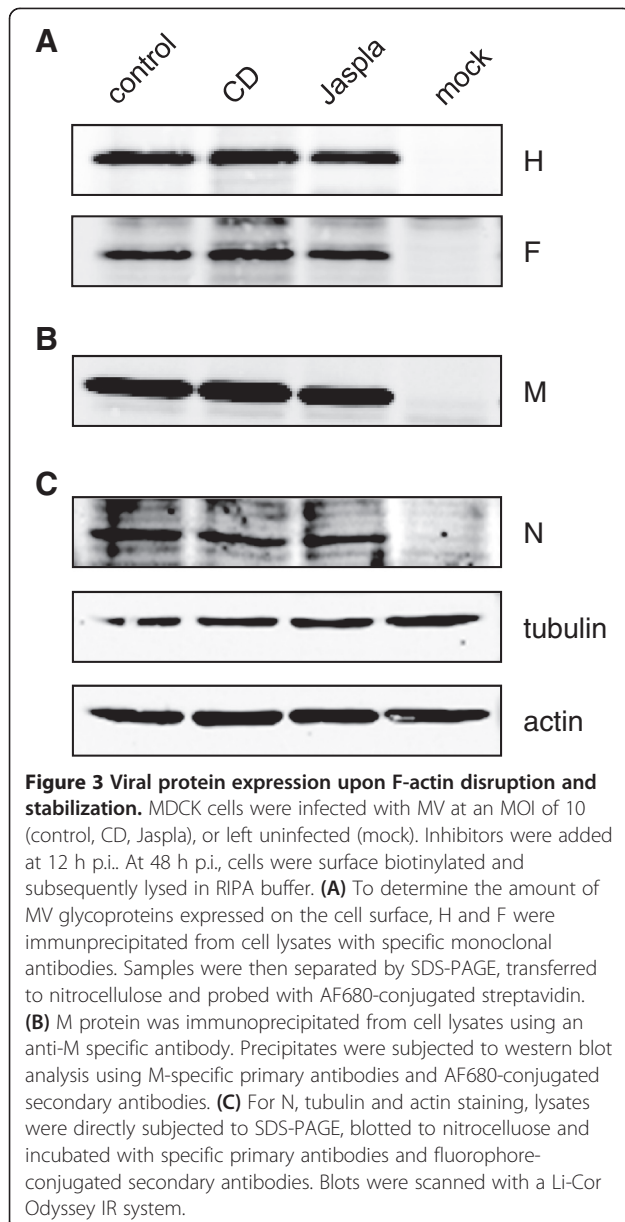 A
control CD Jaspla mock
H
F
B
M
C
N
tubulin
actin
Figure 3 Viral protein expression upon F-actin disruption and
stabilization. MDCK cells were infected with MV at an MOI of 10
(control, CD, Jaspla), or left uninfected (mock). Inhibitors were added
at 12 h p.i.. At 48 h p.i., cells were surface biotinylated and
subsequently lysed in RIPA buffer. (A) To determine the amount of
MV glycoproteins expressed on the cell surface, H and F were
immunprecipitated from cell lysates with specific monoclonal
antibodies. Samples were then separated by SDS-PAGE, transferred
to nitrocellulose and probed with AF680-conjugated streptavidin.
(B) M protein was immunoprecipitated from cell lysates using an
anti-M specific antibody. Precipitates were subjected to western blot
analysis using M-specific primary antibodies and AF680-conjugated
secondary antibodies. (C) For N, tubulin and actin staining, lysates
were directly subjected to SDS-PAGE, blotted to nitrocelluose and
incubated with specific primary antibodies and fluorophore-
conjugated secondary antibodies. Blots were scanned with a Li-Cor
Odyssey IR system.